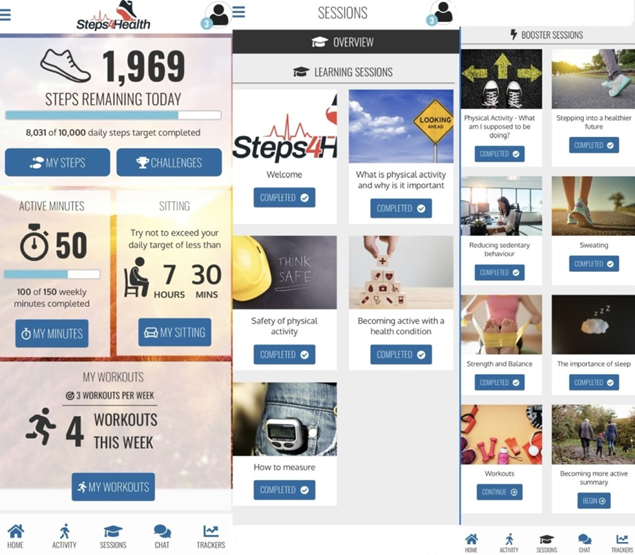 Steps4Health
3
1,969
STEPS REMAINING TODAY
8,031 of 10,000 daily steps target completed
MY STEPS
CHALLENGES
ACTIVE MINUTES
50
100 of 150 weekly
minutes completed
MY MINUTES
SITTING
Try not to exceed your
daily target of less than
7 30
HOURS MINS
MY SITTING
MY WORKOUTS
3 WORKOUTS PER WEEK
4 WORKOUTS
THIS WEEK
MY WORKOUTS
HOME
ACTIVITY
SESSIONS
CHAT
TRACKERS
SESSIONS
3
OVERVIEW
LEARNING SESSIONS
Steps4H
Welcome
COMPLETED
LOOKING
AHEAD
What is physical activity
and why is it important
COMPLETED
THINK
SAFE
Safety of physical
activity
COMPLETED
Becoming active with a
health condition
COMPLETED
How to measure
COMPLETED
HOME
ACTIVITY
SESSIONS
CHAT
TRACKERS
BOOSTER SESSIONS
Physical Activity - What
am I supposed to be
doing?
COMPLETED
Stepping into a healthier
future
COMPLETED
Reducing sedentary
behaviour
COMPLETED
Sweating
COMPLETED
Strength and Balance
COMPLETED
z z z
The importance of sleep
COMPLETED
Workouts
CONTINUE
Becoming more active
summary
BEGIN
HOME
ACTIVITY
SESSIONS
CHAT
TRACKERS